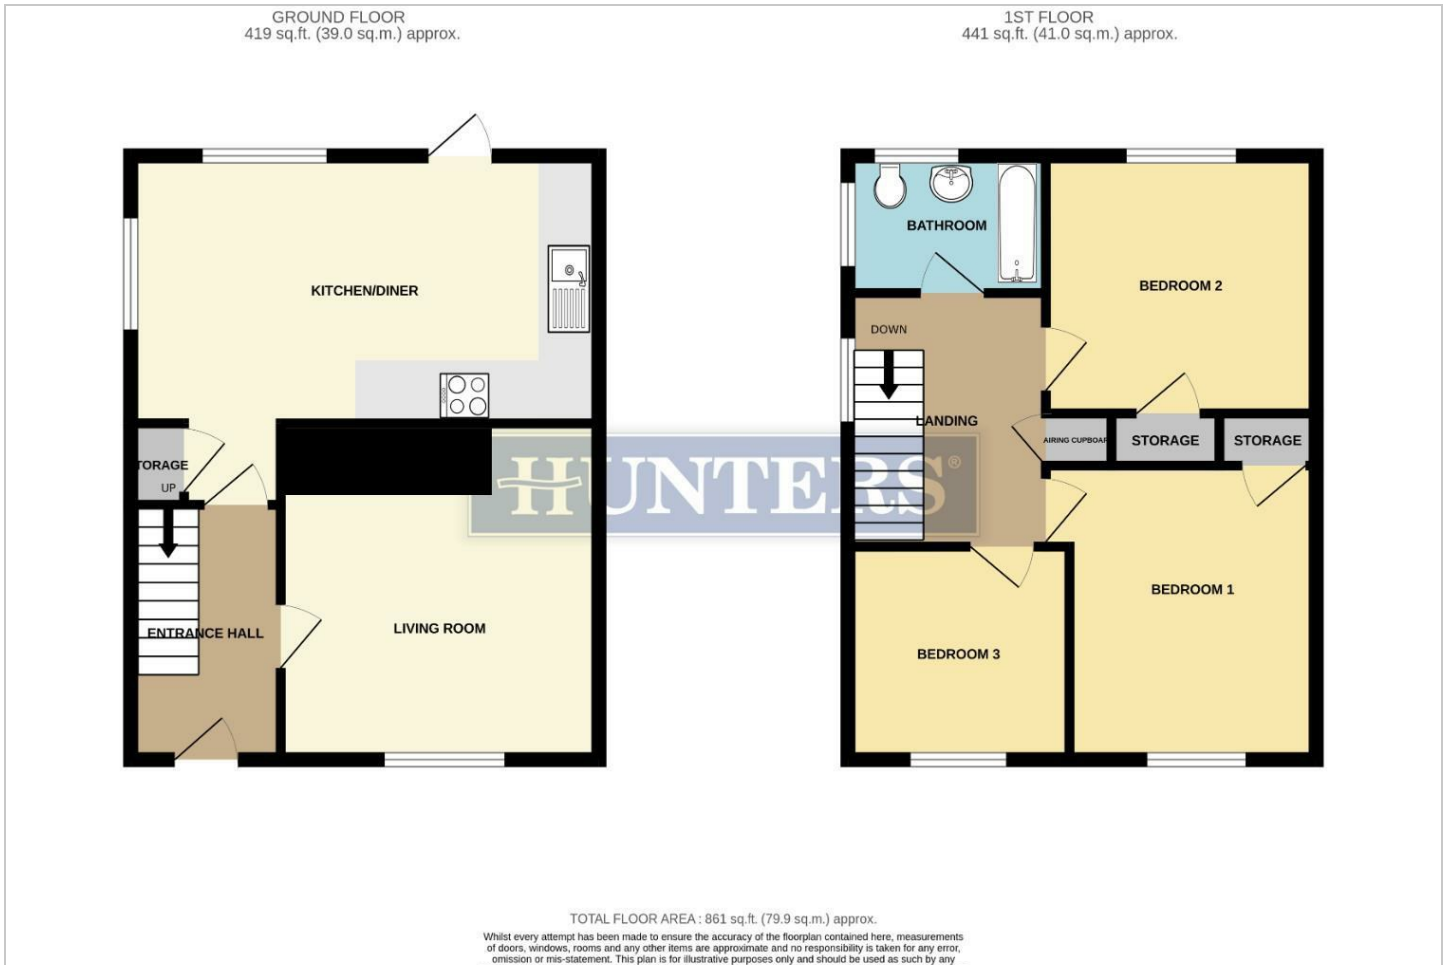 GROUND FLOOR
419 sq.ft. (39.0 sq.m.) approx.
1ST FLOOR
441 sq.ft. (41.0 sq.m.) approx.
KITCHEN/DINER
TORAGE
UP
ENTRANCE HALL
LIVING ROOM
HUNTERS®
BATHROOM
BEDROOM 2
DOWN
LANDING
AIRING CUPBOAR
STORAGE
STORAGE
BEDROOM 1
BEDROOM 3
TOTAL FLOOR AREA : 861 sq.ft. (79.9 sq.m.) approx.
Whilst every attempt has been made to ensure the accuracy of the floorplan contained here, measurements
of doors, windows, rooms and any other items are approximate and no responsibility is taken for any error,
omission or mis-statement. This plan is for illustrative purposes only and should be used as such by any